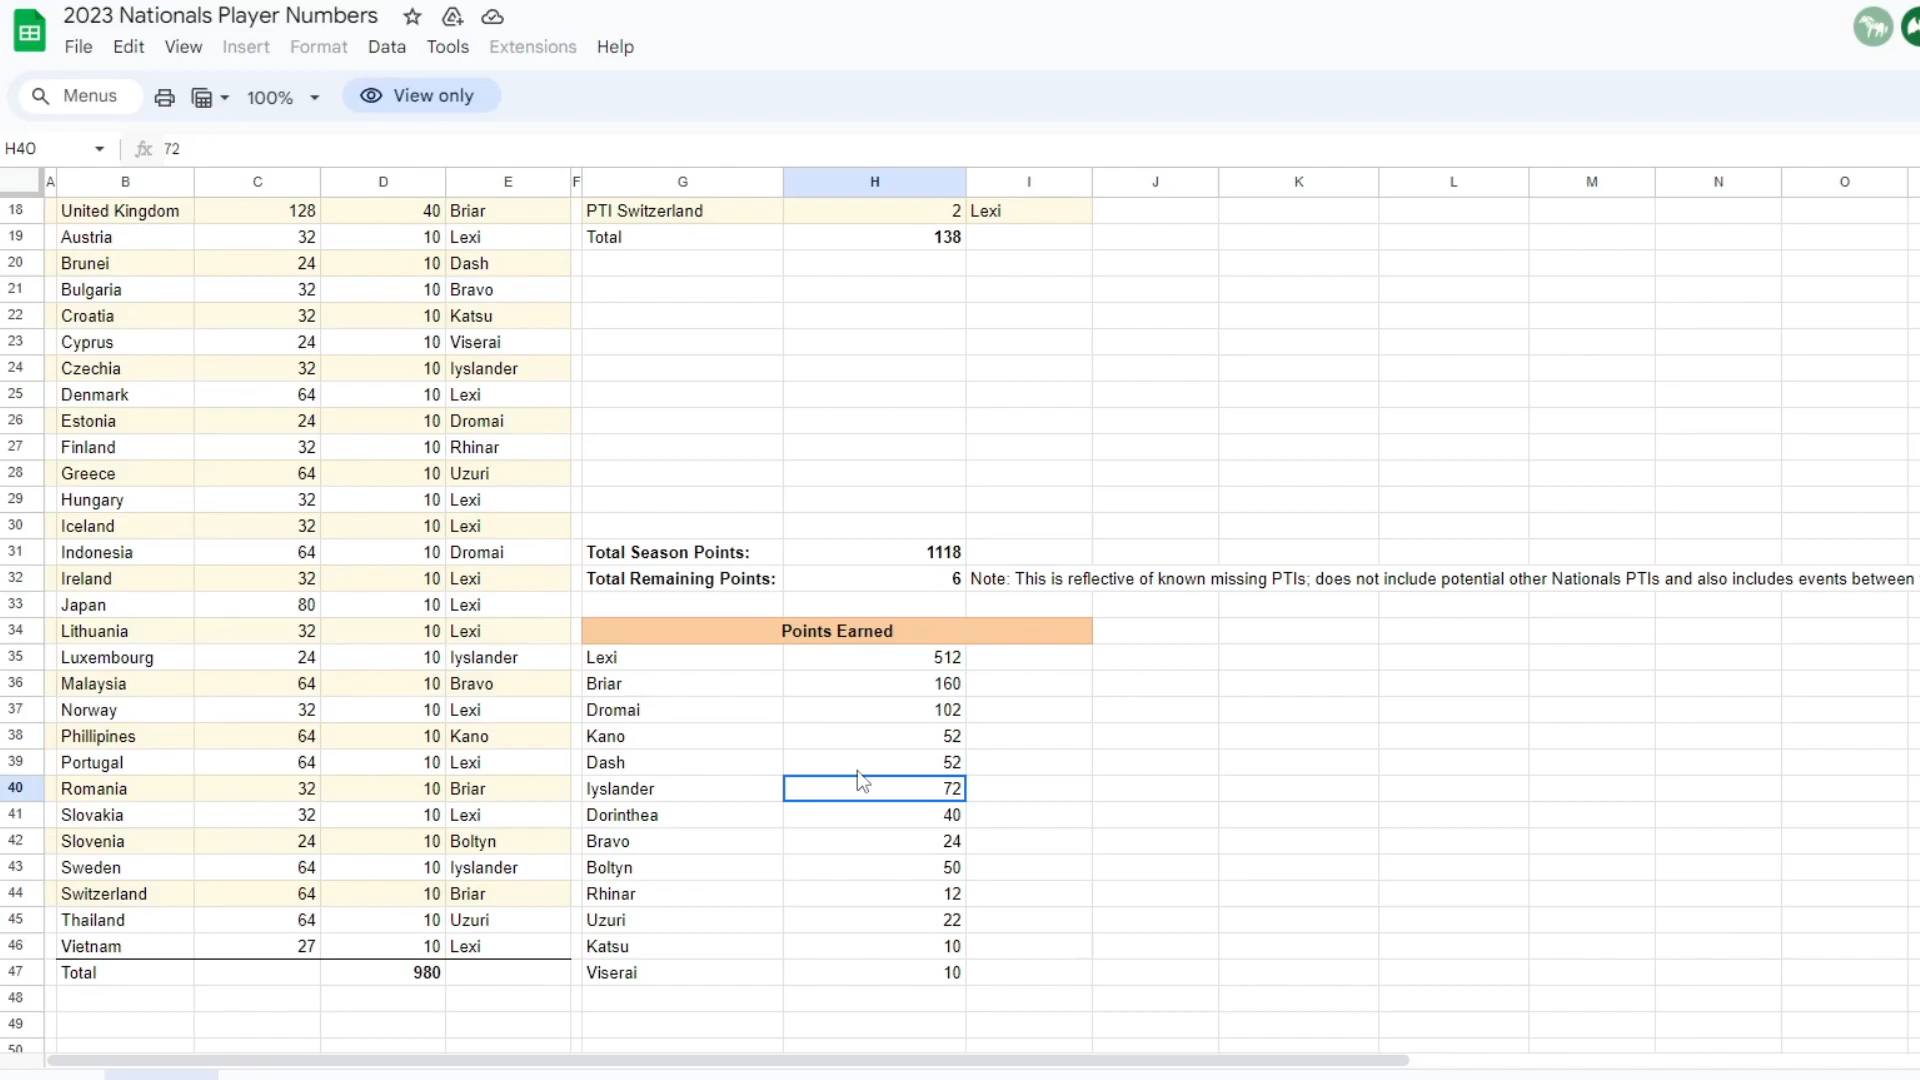 2023 Nationals Player Numbers
File Edit View Insert Format Data Tools Extensions Help
Menus 100% View only
H40 fx 72
A B C D E F G H I J K L M N O
18 United Kingdom 128 40 Briar PTI Switzerland 2 Lexi
19 Austria 32 10 Lexi Total 138
20 Brunei 24 10 Dash
21 Bulgaria 32 10 Bravo
22 Croatia 32 10 Katsu
23 Cyprus 24 10 Viserai
24 Czechia 32 10 Iyslander
25 Denmark 64 10 Lexi
26 Estonia 24 10 Dromai
27 Finland 32 10 Rhinar
28 Greece 64 10 Uzuri
29 Hungary 32 10 Lexi
30 Iceland 32 10 Lexi
31 Indonesia 64 10 Dromai Total Season Points: 1118
32 Ireland 32 10 Lexi Total Remaining Points: 6 Note: This is reflective of known missing PTIs; does not include potential other Nationals PTIs and also includes events between
33 Japan 80 10 Lexi
34 Lithuania 32 10 Lexi Points Earned
35 Luxembourg 24 10 Iyslander Lexi 512
36 Malaysia 64 10 Bravo Briar 160
37 Norway 32 10 Lexi Dromai 102
38 Phillipines 64 10 Kano Kano 52
39 Portugal 64 10 Lexi Dash 52
40 Romania 32 10 Briar Iyslander 72
41 Slovakia 32 10 Lexi Dorinthea 40
42 Slovenia 24 10 Boltyn Bravo 24
43 Sweden 64 10 Iyslander Boltyn 50
44 Switzerland 64 10 Briar Rhinar 12
45 Thailand 64 10 Uzuri Uzuri 22
46 Vietnam 27 10 Lexi Katsu 10
47 Total 980 Viserai 10
48
49
50